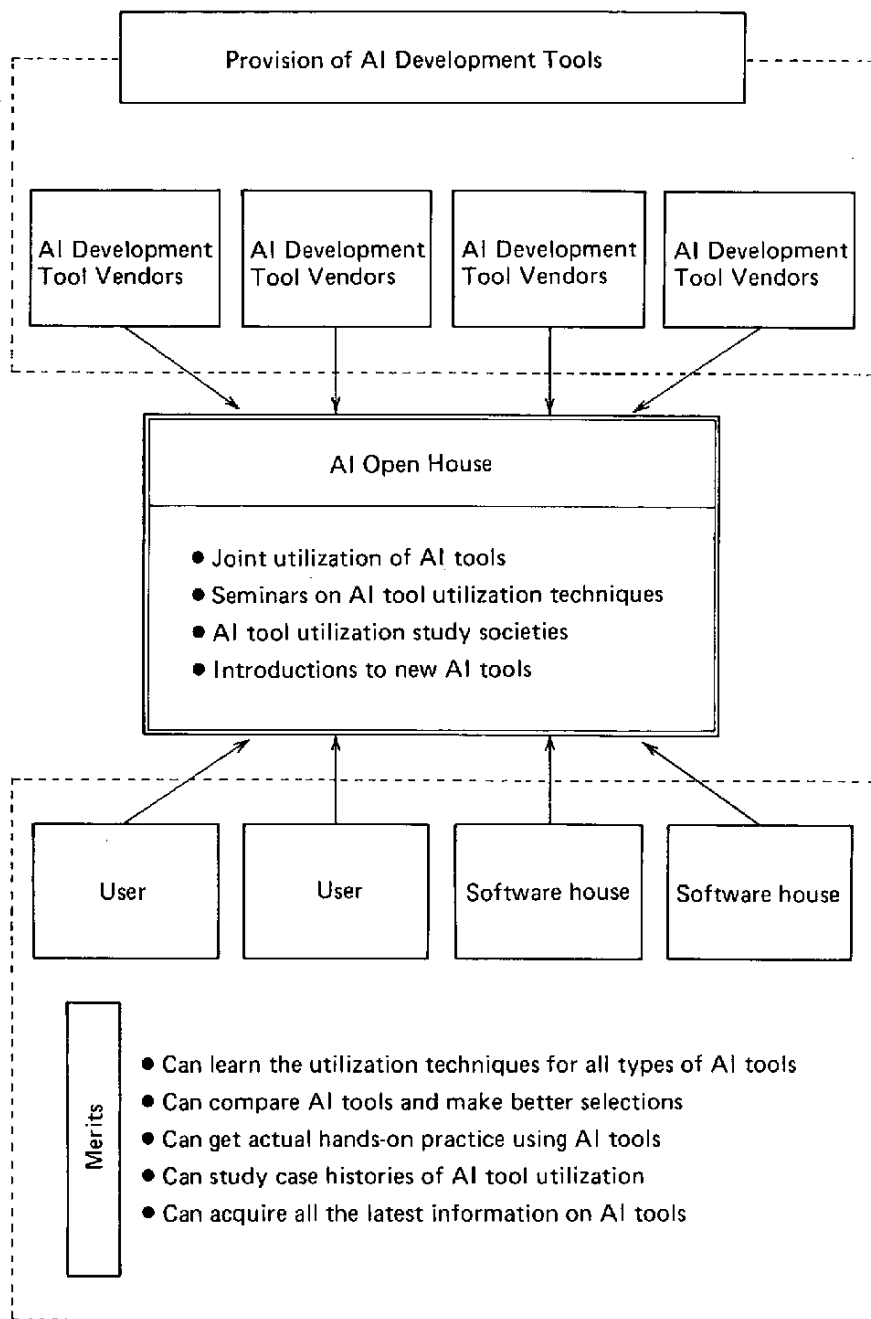 Provision of AI Development Tools
AI Development
Tool Vendors
AI Development
Tool Vendors
AI Development
Tool Vendors
AI Development
Tool Vendors
AI Open House
● Joint utilization of AI tools
● Seminars on AI tool utilization techniques
● AI tool utilization study societies
● Introductions to new AI tools
User
User
Software house
Software house
Merits
● Can learn the utilization techniques for all types of AI tools
● Can compare AI tools and make better selections
● Can get actual hands-on practice using AI tools
● Can study case histories of AI tool utilization
● Can acquire all the latest information on AI tools